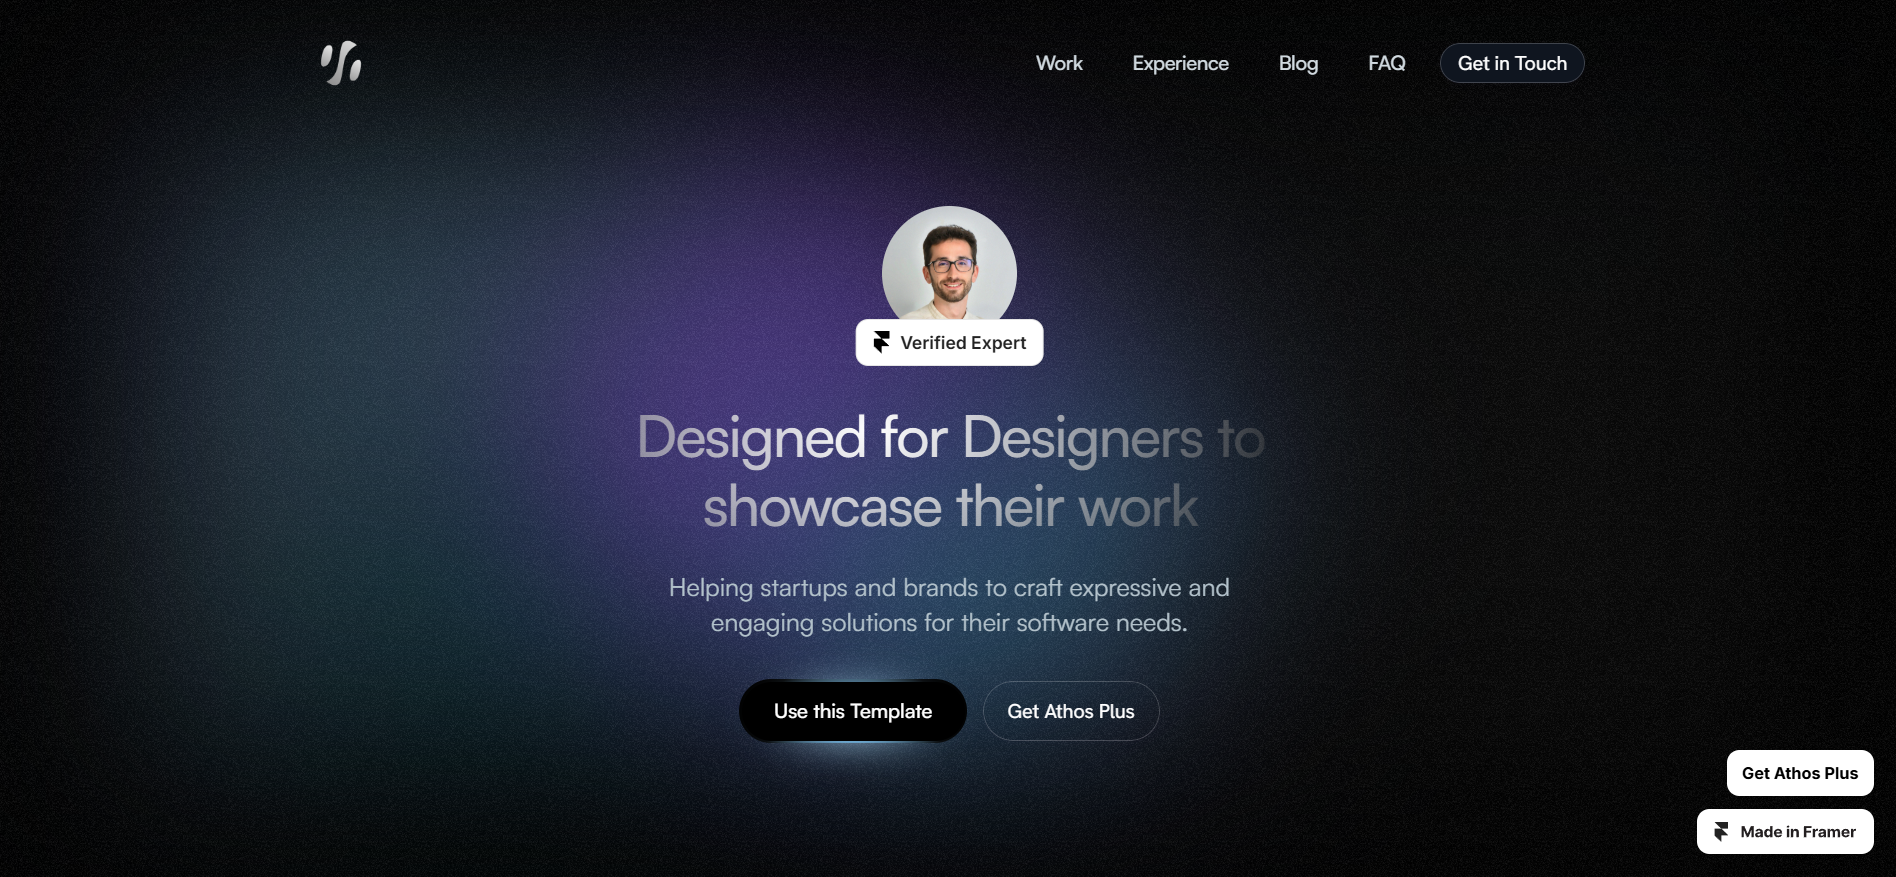 Work Experience Blog FAQ Get in Touch
Verified Expert
Designed for Designers to
showcase their work
Helping startups and brands to craft expressive and
engaging solutions for their software needs.
Use this Template Get Athos Plus
Get Athos Plus
Made in Framer